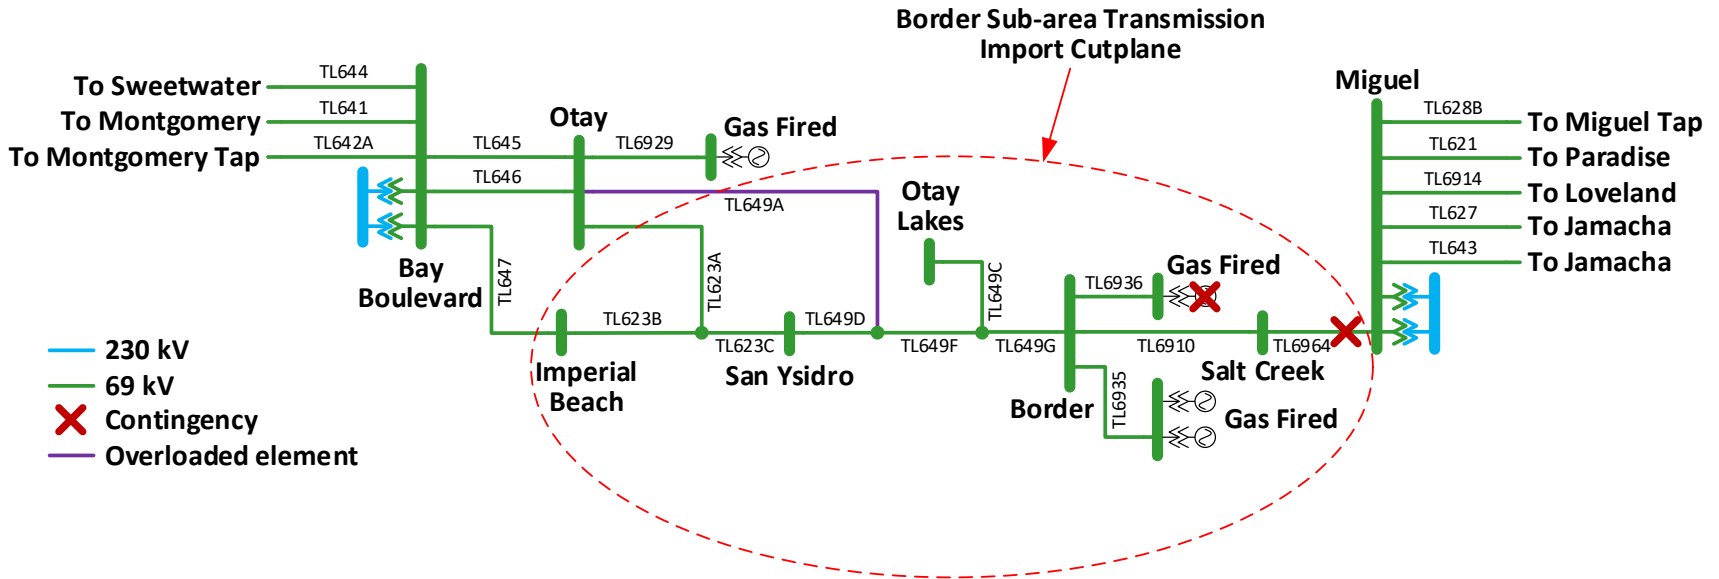 Border Sub-area Transmission
Import Cutplane
Miguel
TL644
To Sweetwater
TL641
To Montgomery
TL642A
To Montgomery Tap
TL645
Otay
TL6929
Gas Fired
TL646
TL649A
TL628B
To Miguel Tap
TL621
To Paradise
TL6914
To Loveland
TL627
To Jamacha
TL643
To Jamacha
Otay
Lakes
Bay
Boulevard
TL647
TL623A
TL649C
Gas Fired
TL6936
TL623B
TL649D
TL623C
TL649F
TL649G
TL6910
TL6964
Imperial
Beach
San Ysidro
Salt Creek
Border
TL6935
Gas Fired
230 kV
69 kV
Contingency
Overloaded element